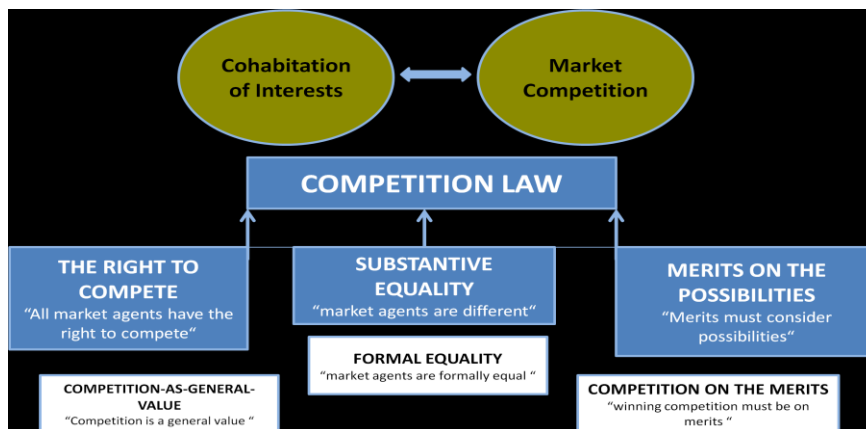 Cohabitation
of Interests
Market
Competition
COMPETITION LAW
THE RIGHT TO
COMPETE
“All market agents have the
right to compete“
SUBSTANTIVE
EQUALITY
“market agents are different“
MERITS ON THE
POSSIBILITIES
“Merits must consider
possibilities“
FORMAL EQUALITY
“market agents are formally equal “
COMPETITION-AS-GENERAL-
VALUE
“Competition is a general value “
COMPETITION ON THE MERITS
“winning competition must be on
merits “